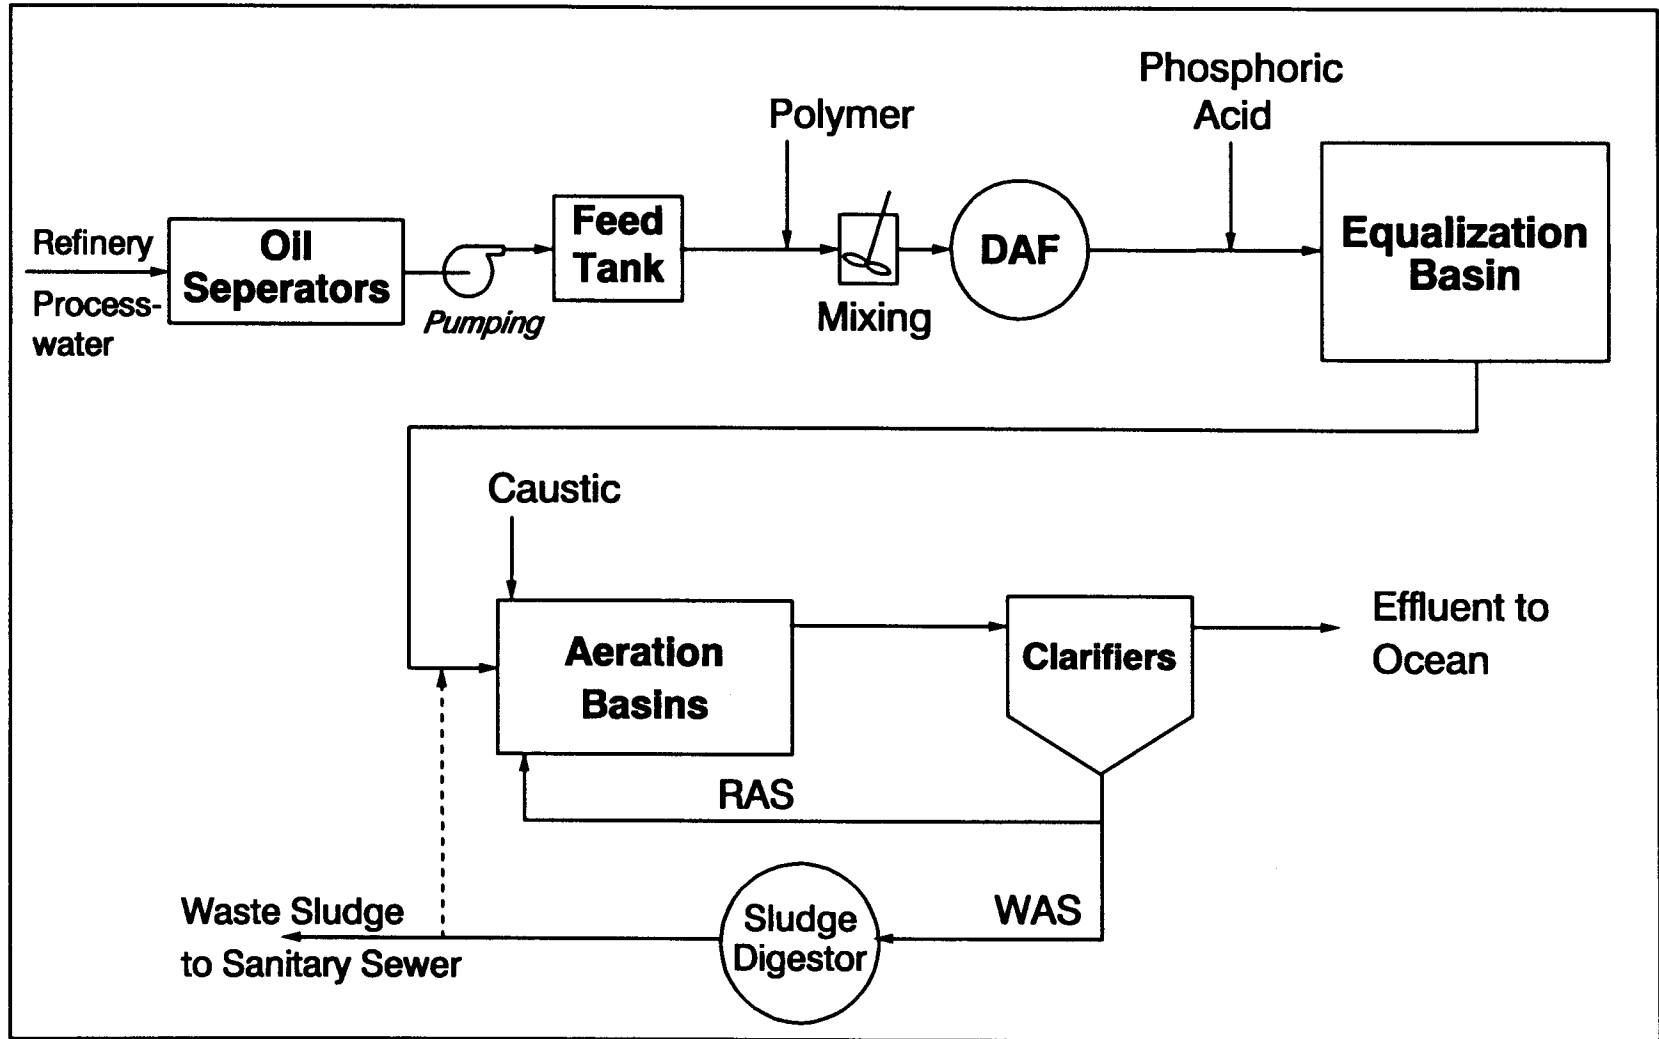 Phosphoric
Acid
Polymer
Refinery
Process-
water
Oil
Seperators
Pumping
Feed
Tank
Mixing
DAF
Equalization
Basin
Caustic
Aeration
Basins
Clarifiers
Effluent to
Ocean
RAS
WAS
Sludge
Digestor
Waste Sludge
to Sanitary Sewer